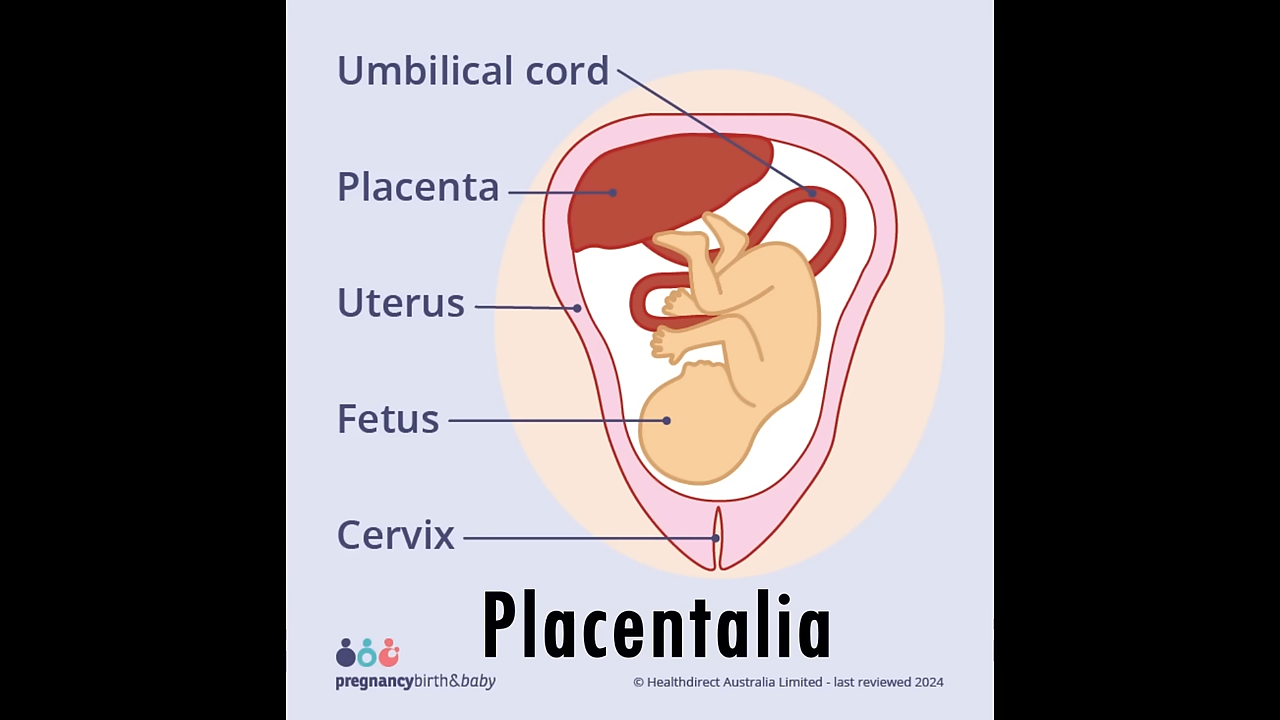 Umbilical cord
Placenta
Uterus
Fetus
Cervix
Placentalia
pregnancybirth&baby
© Healthdirect Australia Limited - last reviewed 2024